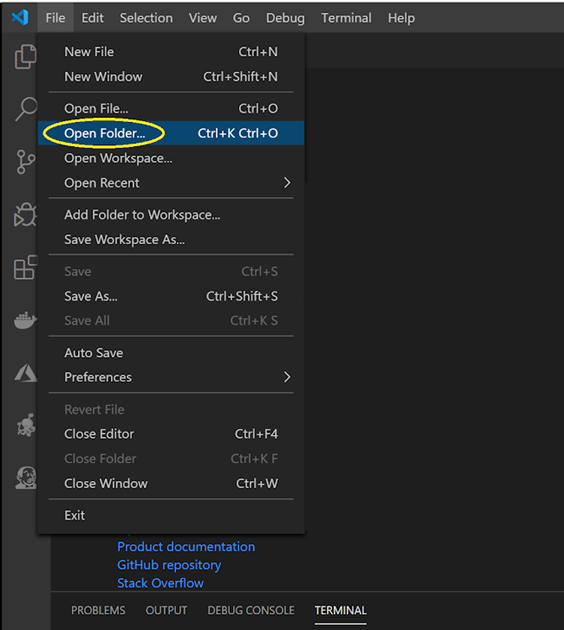 File Edit Selection View Go Debug Terminal Help
New File Ctrl+N
New Window Ctrl+Shift+N
Open File... Ctrl+O
Open Folder... Ctrl+K Ctrl+O
Open Workspace...
Open Recent
Add Folder to Workspace...
Save Workspace As...
Save Ctrl+S
Save As... Ctrl+Shift+S
Save All Ctrl+K S
Auto Save
Preferences
Revert File
Close Editor Ctrl+F4
Close Folder Ctrl+K F
Close Window Ctrl+W
Exit
Product documentation
GitHub repository
Stack Overflow
PROBLEMS OUTPUT DEBUG CONSOLE TERMINAL